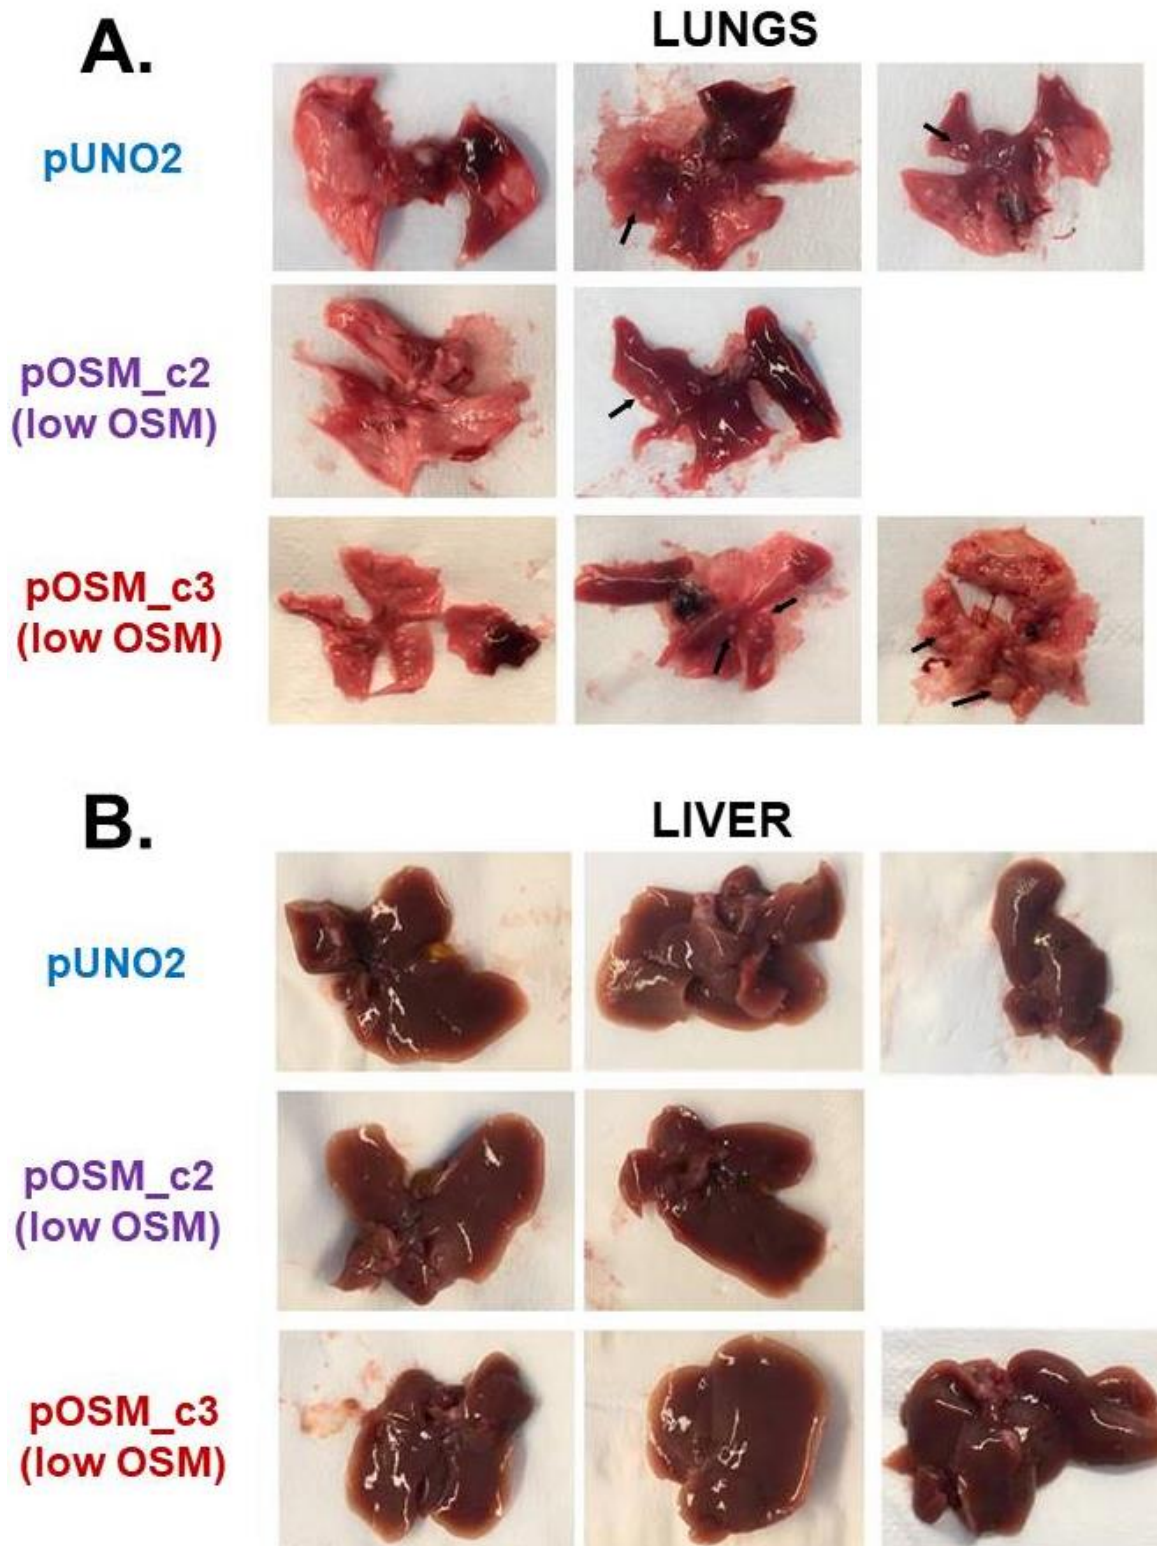 A.
LUNGS
pUNO2
pOSM_c2
(low OSM)
pOSM_c3
(low OSM)
B.
LIVER
pUNO2
pOSM_c2
(low OSM)
pOSM_c3
(low OSM)